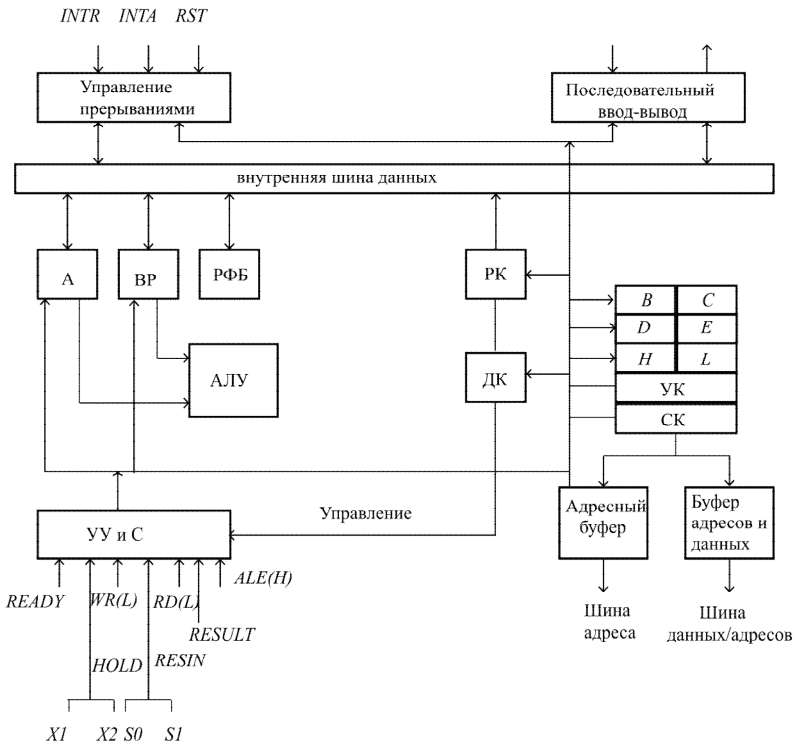 INTR INTA RST
Управление
прерываниями
Последовательный
ввод-вывод
внутренняя шина данных
А
ВР
РФБ
РК
B C
D E
H L
УК
СК
АЛУ
ДК
УУ и С
Управление
Адресный
буфер
Буфер
адресов и
данных
READY
WR(L)
RD(L)
ALE(H)
RESULT
HOLD
RESIN
Шина
адреса
Шина
данных/адресов
X1 X2 S0 S1